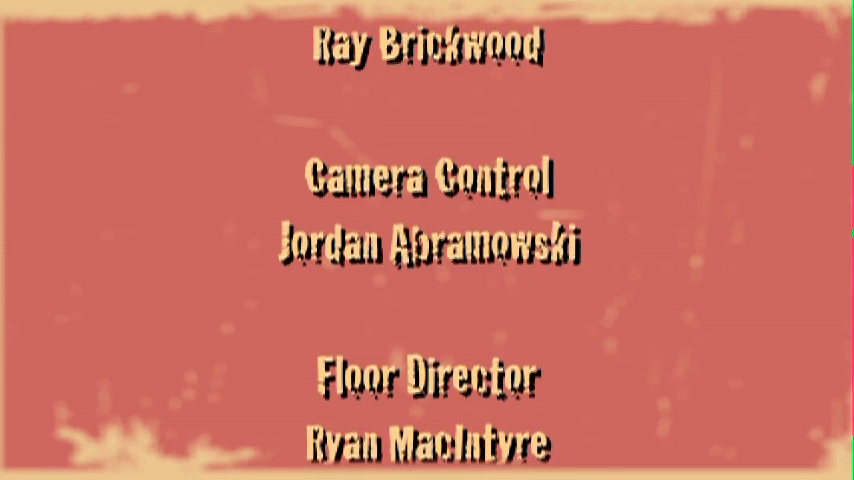 Ray Brickwood
Camera Control
Jordan Abramowski
Floor Director
Ryan MacIntyre